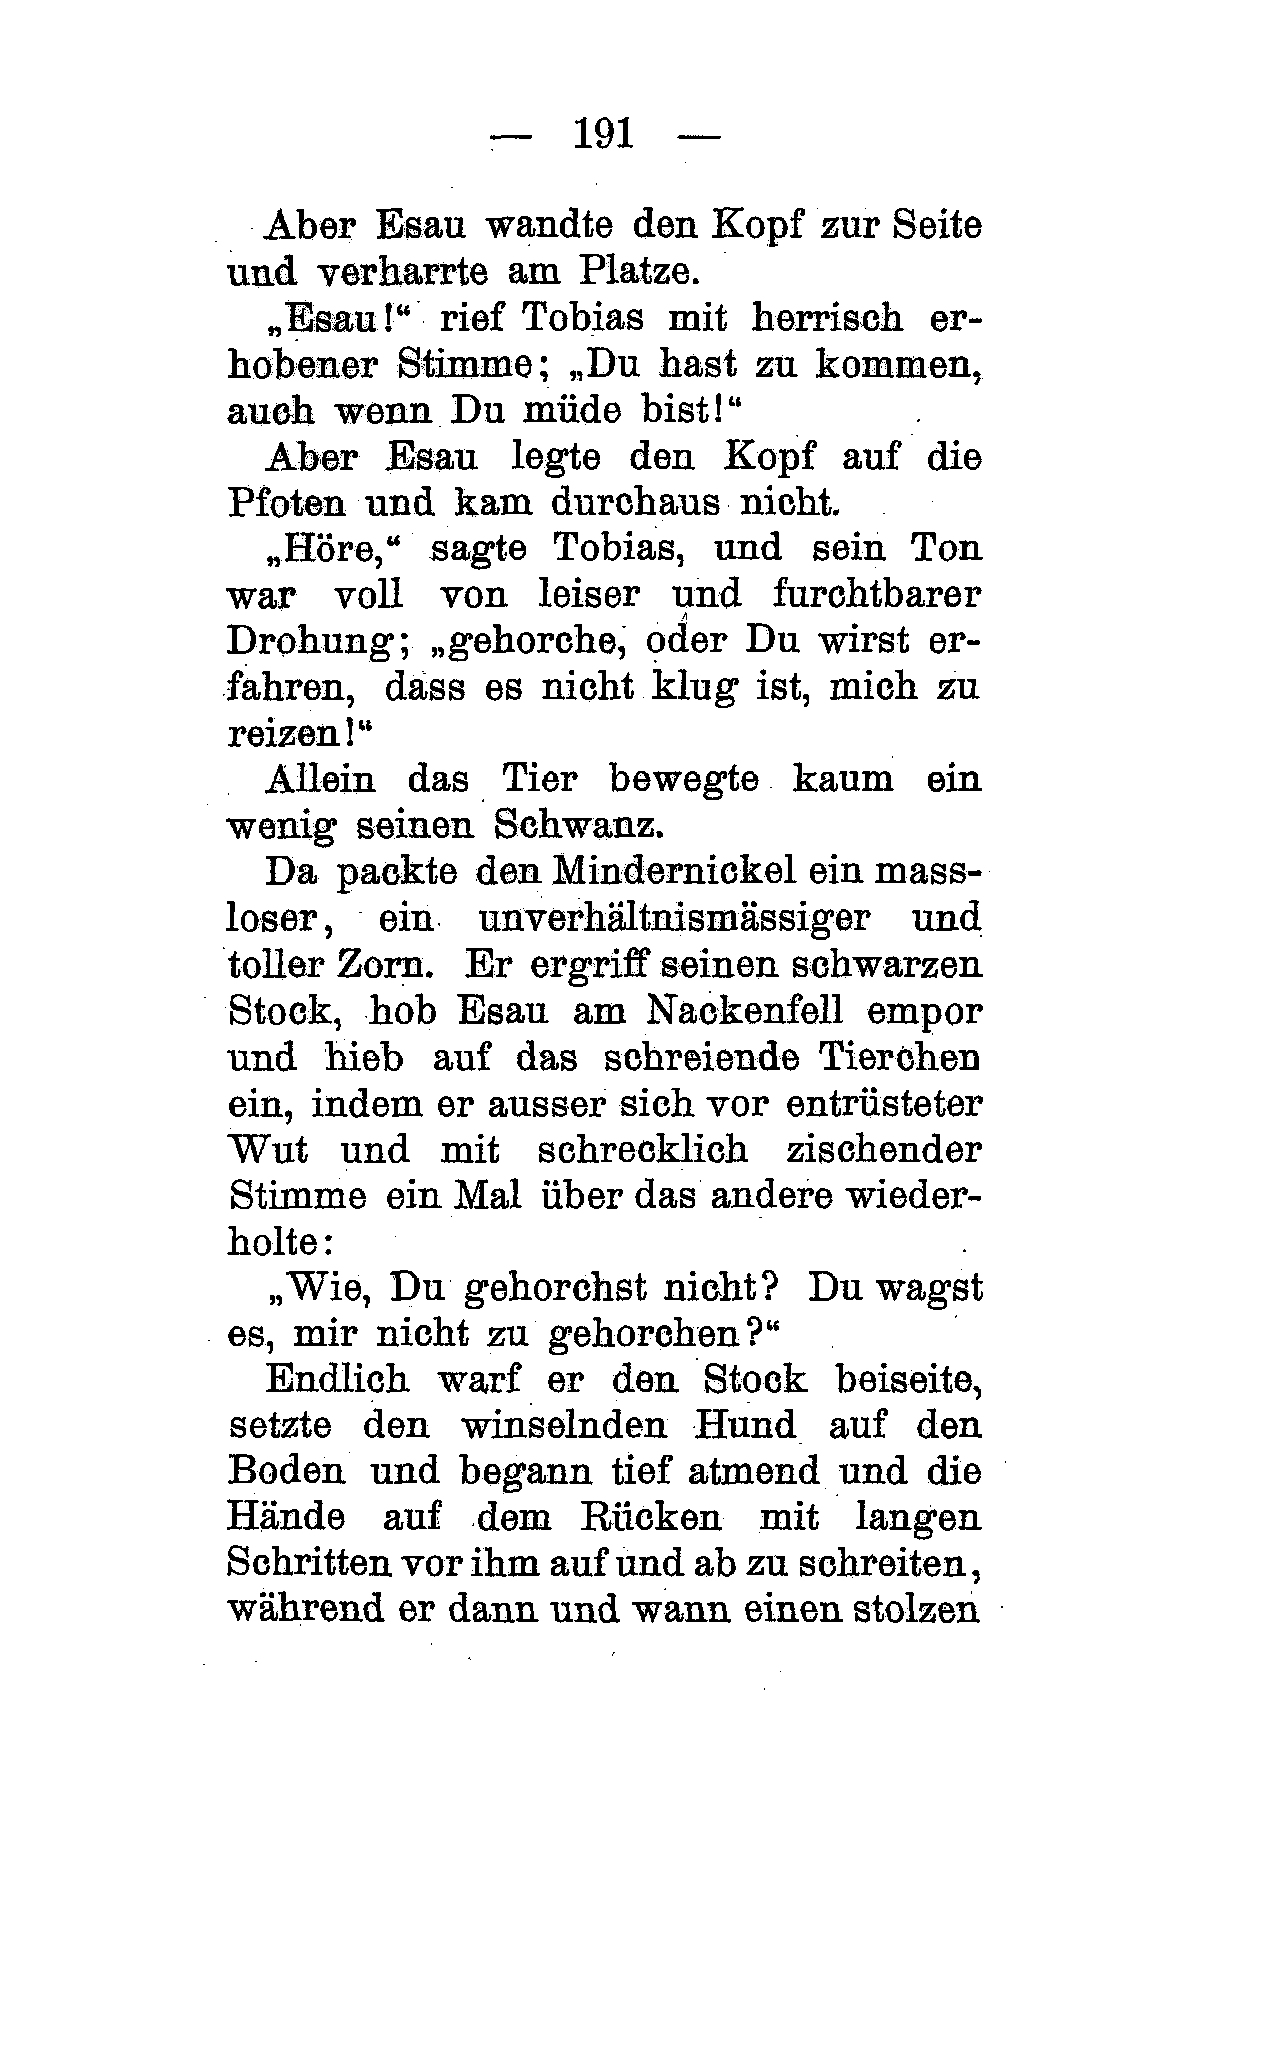 — 191 —
Aber Esau wandte den Kopf zur Seite
und verharrte am Platze.
„Esau!“ rief Tobias mit herrisch er-
hobener Stimme; „Du hast zu kommen,
auch wenn Du müde bist!“
Aber Esau legte den Kopf auf die
Pfoten und kam durchaus nicht.
„Höre,“ sagte Tobias, und sein Ton
war voll von leiser und furchtbarer
Drohung; „gehorche, oder Du wirst er-
fahren, dass es nicht klug ist, mich zu
reizen!“
Allein das Tier bewegte kaum ein
wenig seinen Schwanz.
Da packte den Mindernickel ein mass-
loser, ein unverhältnismässiger und
toller Zorn. Er ergriff seinen schwarzen
Stock, hob Esau am Nackenfell empor
und hieb auf das schreiende Tierchen
ein, indem er ausser sich vor entrüsteter
Wut und mit schrecklich zischender
Stimme ein Mal über das andere wieder-
holte:
„Wie, Du gehorchst nicht? Du wagst
es, mir nicht zu gehorchen?“
Endlich warf er den Stock beiseite,
setzte den winselnden Hund auf den
Boden und begann tief atmend und die
Hände auf dem Rücken mit langen
Schritten vor ihm auf und ab zu schreiten,
während er dann und wann einen stolzen